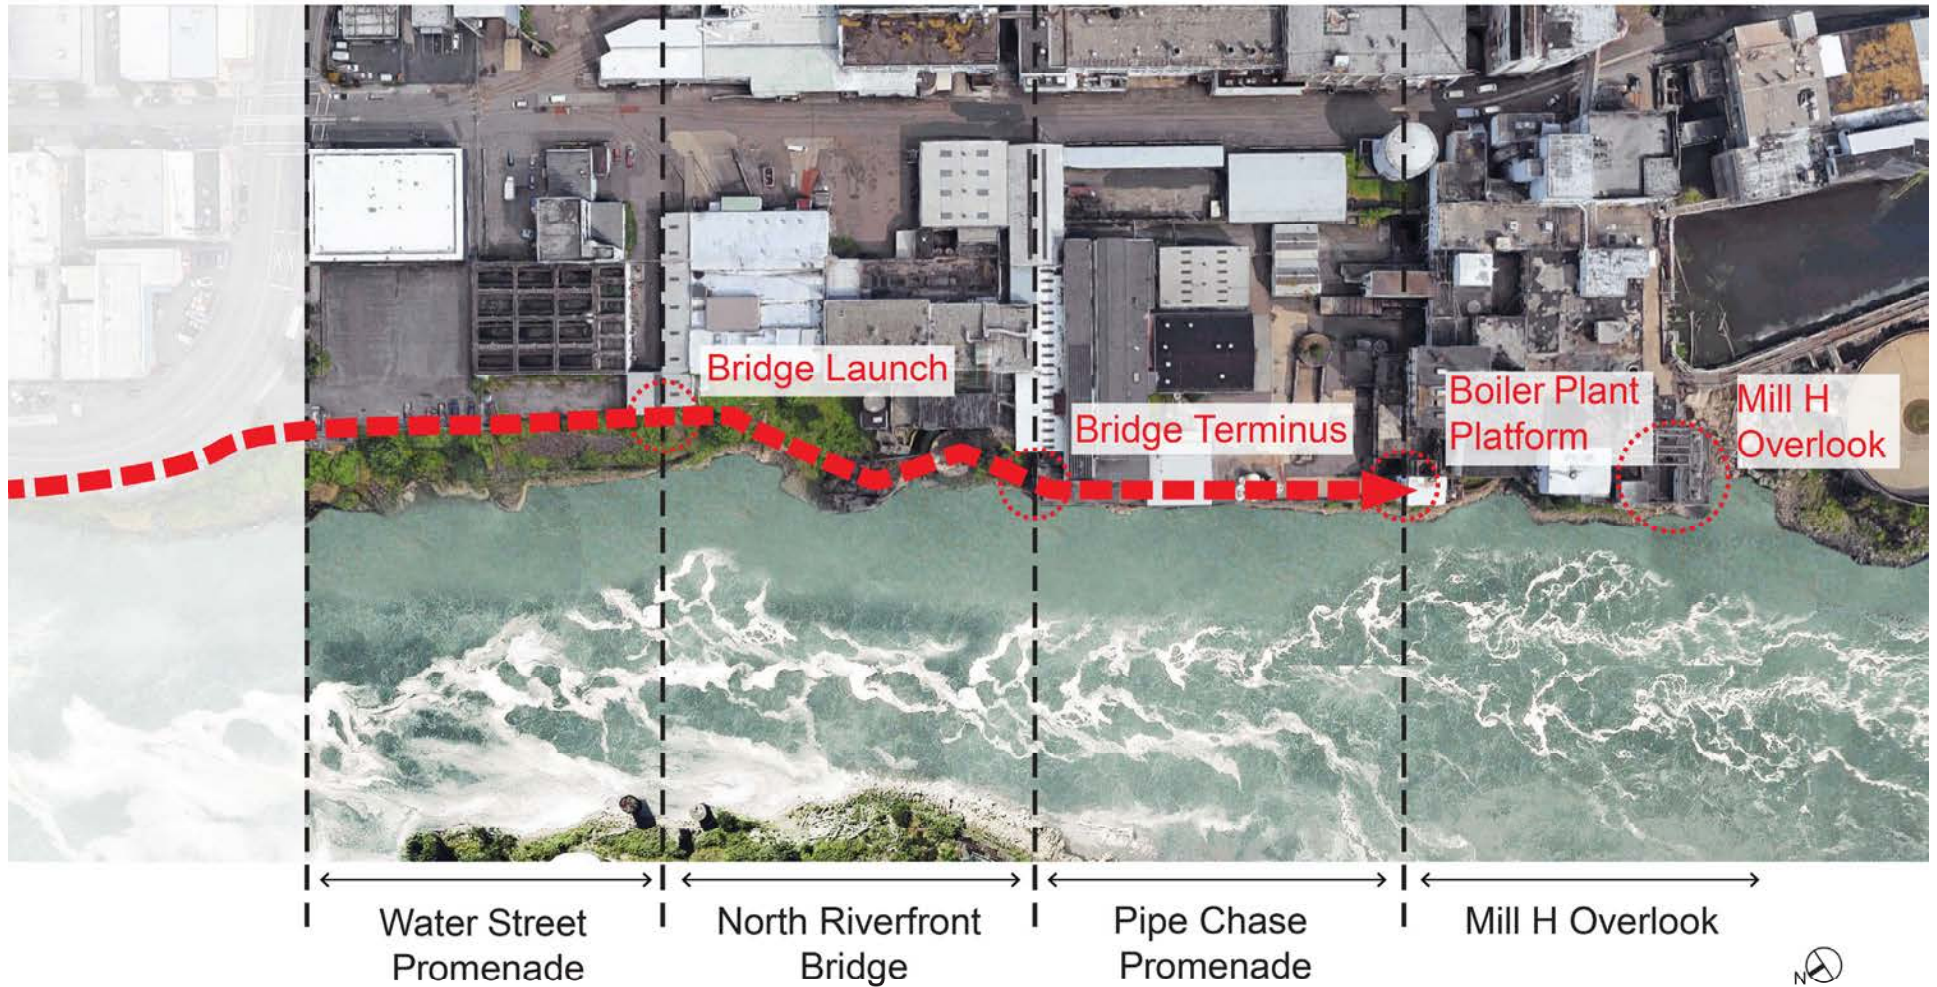 Bridge Launch
Bridge Terminus
Boiler Plant
Platform
Mill H
Overlook
Water Street
Promenade
North Riverfront
Bridge
Pipe Chase
Promenade
Mill H Overlook
N